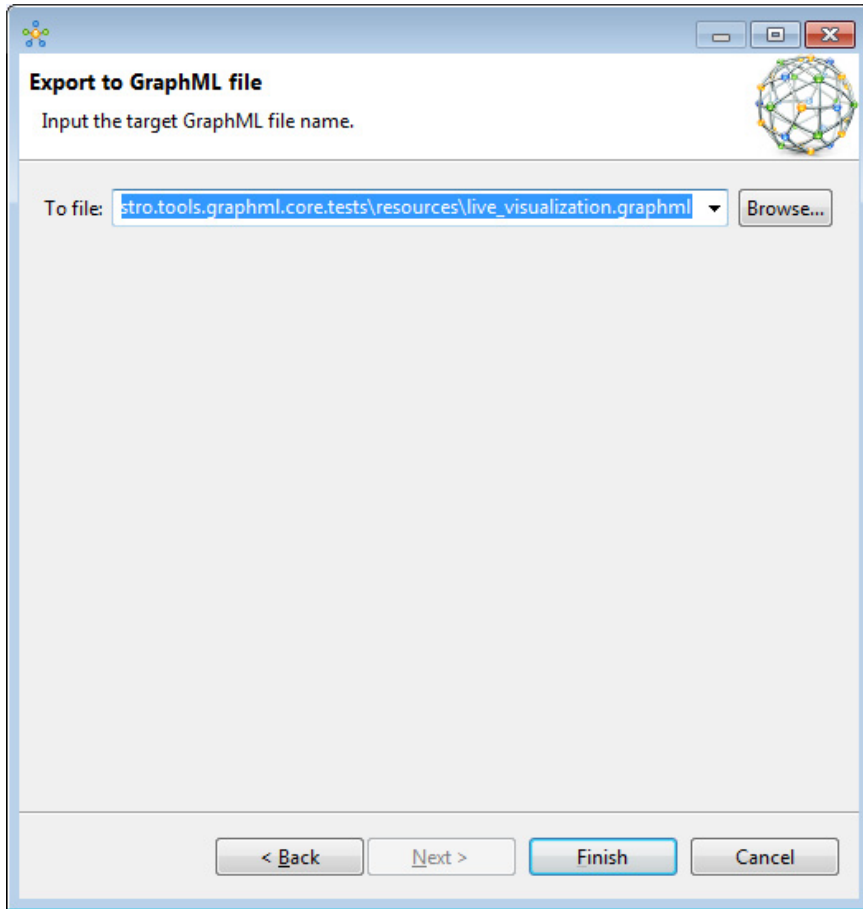 Export to GraphML file
Input the target GraphML file name.
To file: stro.tools.graphml.core.tests\resources\live_visualization.graphml Browse...
< Back Next > Finish Cancel